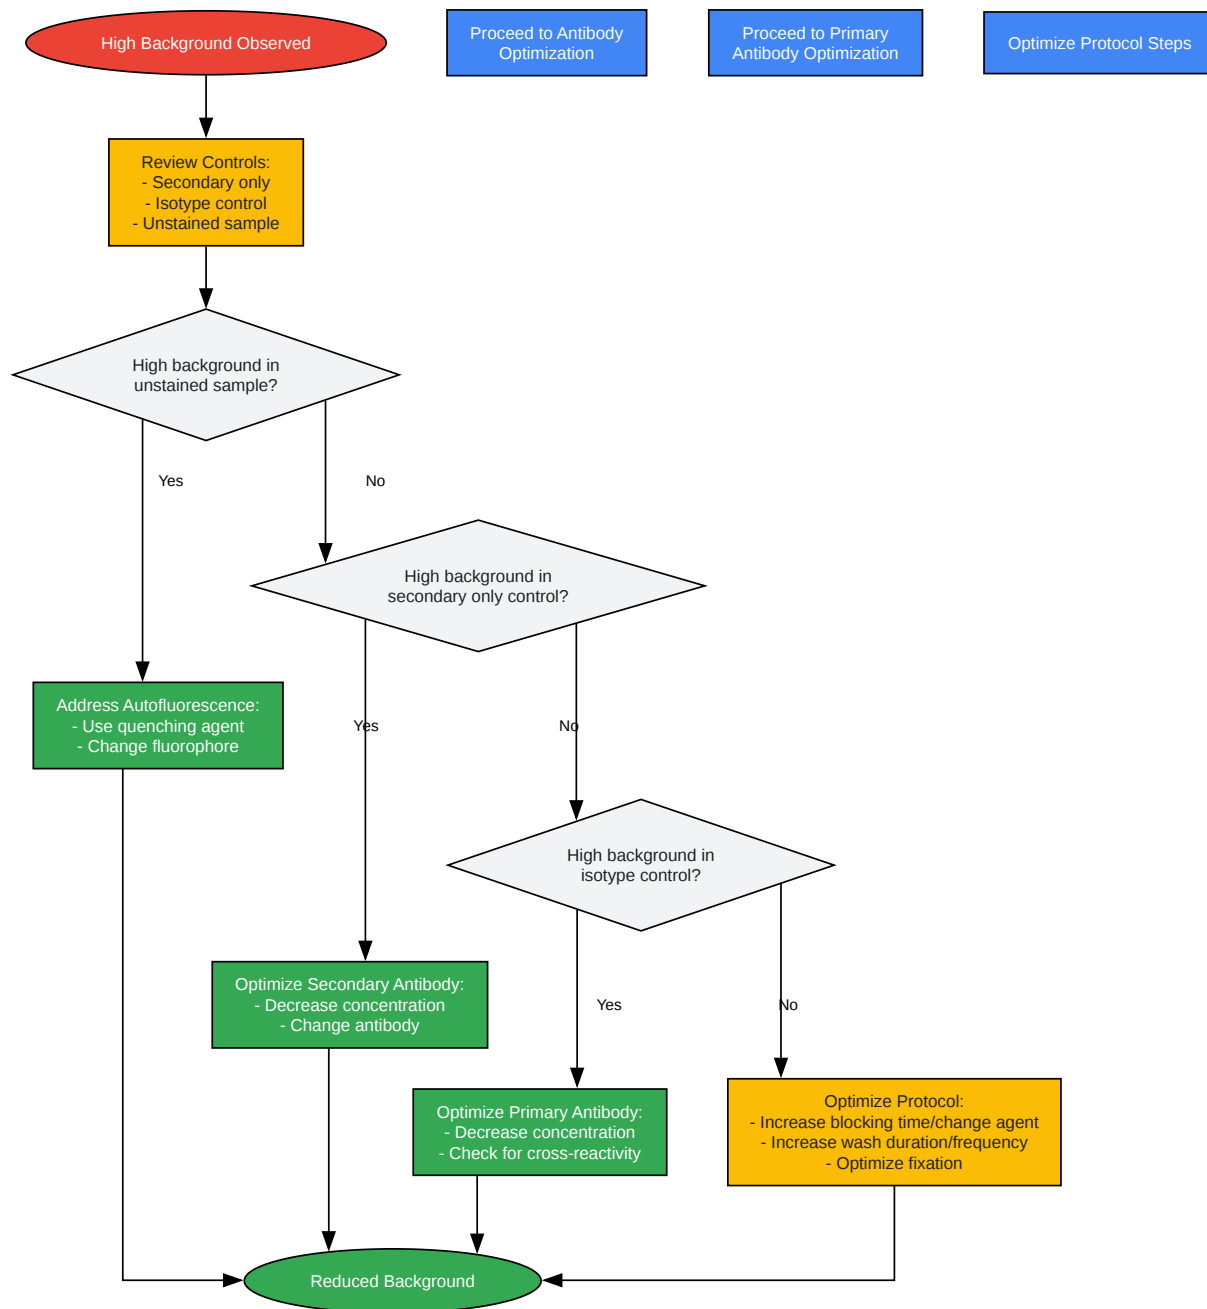 High Background Observed
Proceed to Antibody
Optimization
Proceed to Primary
Antibody Optimization
Optimize Protocol Steps
Review Controls:
- Secondary only
- Isotype control
- Unstained sample
High background in
unstained sample?
Yes
No
High background in
secondary only control?
Address Autofluorescence:
- Use quenching agent
- Change fluorophore
Yes
No
High background in
isotype control?
Optimize Secondary Antibody:
- Decrease concentration
- Change antibody
Yes
No
Optimize Primary Antibody:
- Decrease concentration
- Check for cross-reactivity
Optimize Protocol:
- Increase blocking time/change agent
- Increase wash duration/frequency
- Optimize fixation
Reduced Background